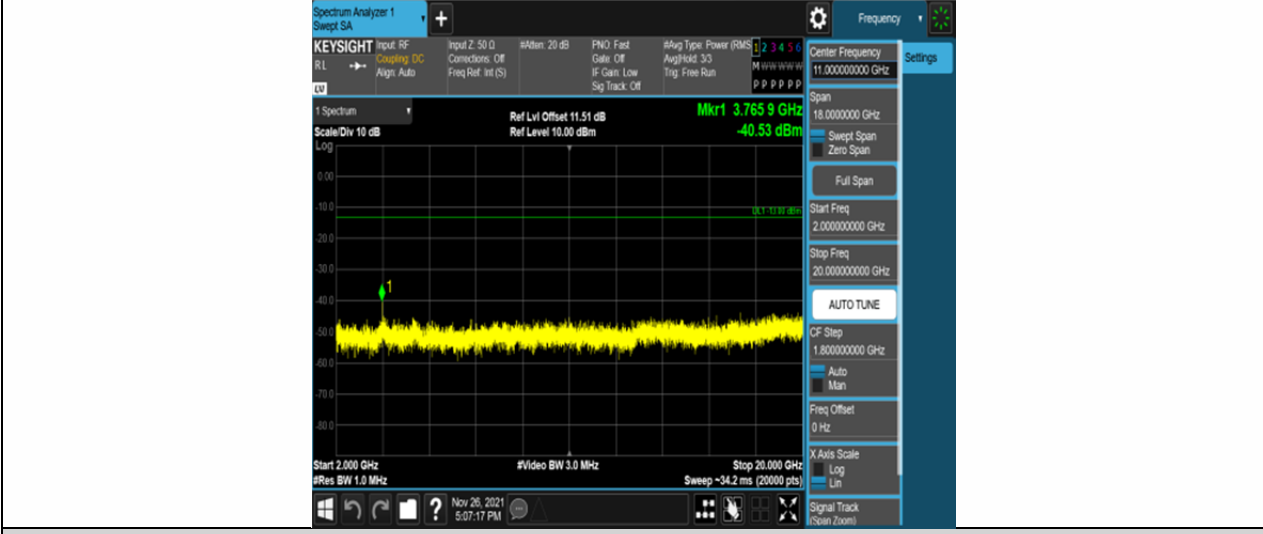 Spectrum Analyzer 1
Swept SA
+
Frequency
KEYSIGHT
RL
LXI
Input: RF
Coupling: DC
Align: Auto
Input Z: 50 Ω
Corrections: Off
Freq Ref: Int (S)
#Atten: 20 dB
PNO: Fast
Gate: Off
IF Gain: Low
Sig Track: Off
#Avg Type: Power (RMS
Avg|Hold: 3/3
Trig: Free Run
1 2 3 4 5 6
M W W W W W
P P P P P P
1 Spectrum
Scale/Div 10 dB
Ref Lvl Offset 11.51 dB
Ref Level 10.00 dBm
Mkr1 3.765 9 GHz
-40.53 dBm
Log
0.00
-10.0
DL1 -13.00 dBm
-20.0
-30.0
1
-40.0
-50.0
-60.0
-70.0
-80.0
Start 2.000 GHz
#Res BW 1.0 MHz
#Video BW 3.0 MHz
Stop 20.000 GHz
Sweep ~34.2 ms (20000 pts)
?
Nov 26, 2021
5:07:17 PM
Center Frequency
11.000000000 GHz
Settings
Span
18.0000000 GHz
Swept Span
Zero Span
Full Span
Start Freq
2.000000000 GHz
Stop Freq
20.000000000 GHz
AUTO TUNE
CF Step
1.800000000 GHz
Auto
Man
Freq Offset
0 Hz
X Axis Scale
Log
Lin
Signal Track
(Span Zoom)